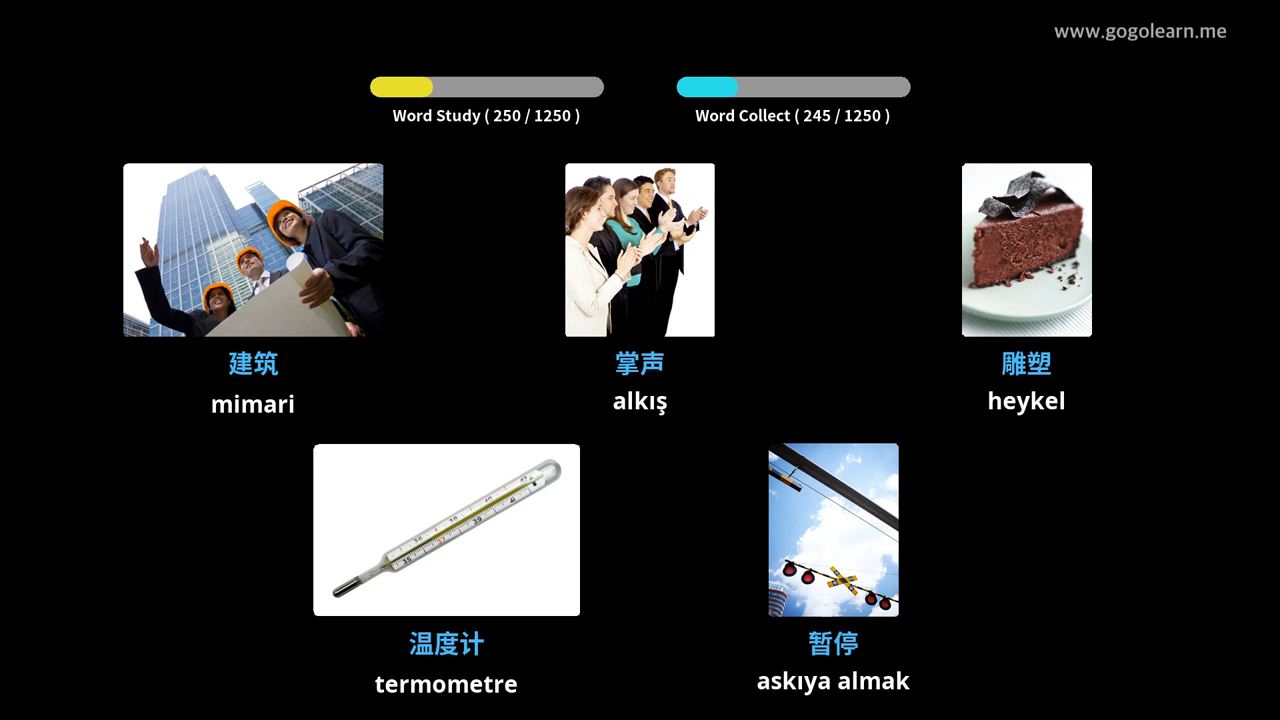 www.gogolearn.me
Word Study ( 250 / 1250 )
Word Collect ( 245 / 1250 )
建筑
mimari
掌声
alkış
雕塑
heykel
温度计
termometre
暂停
askıya almak